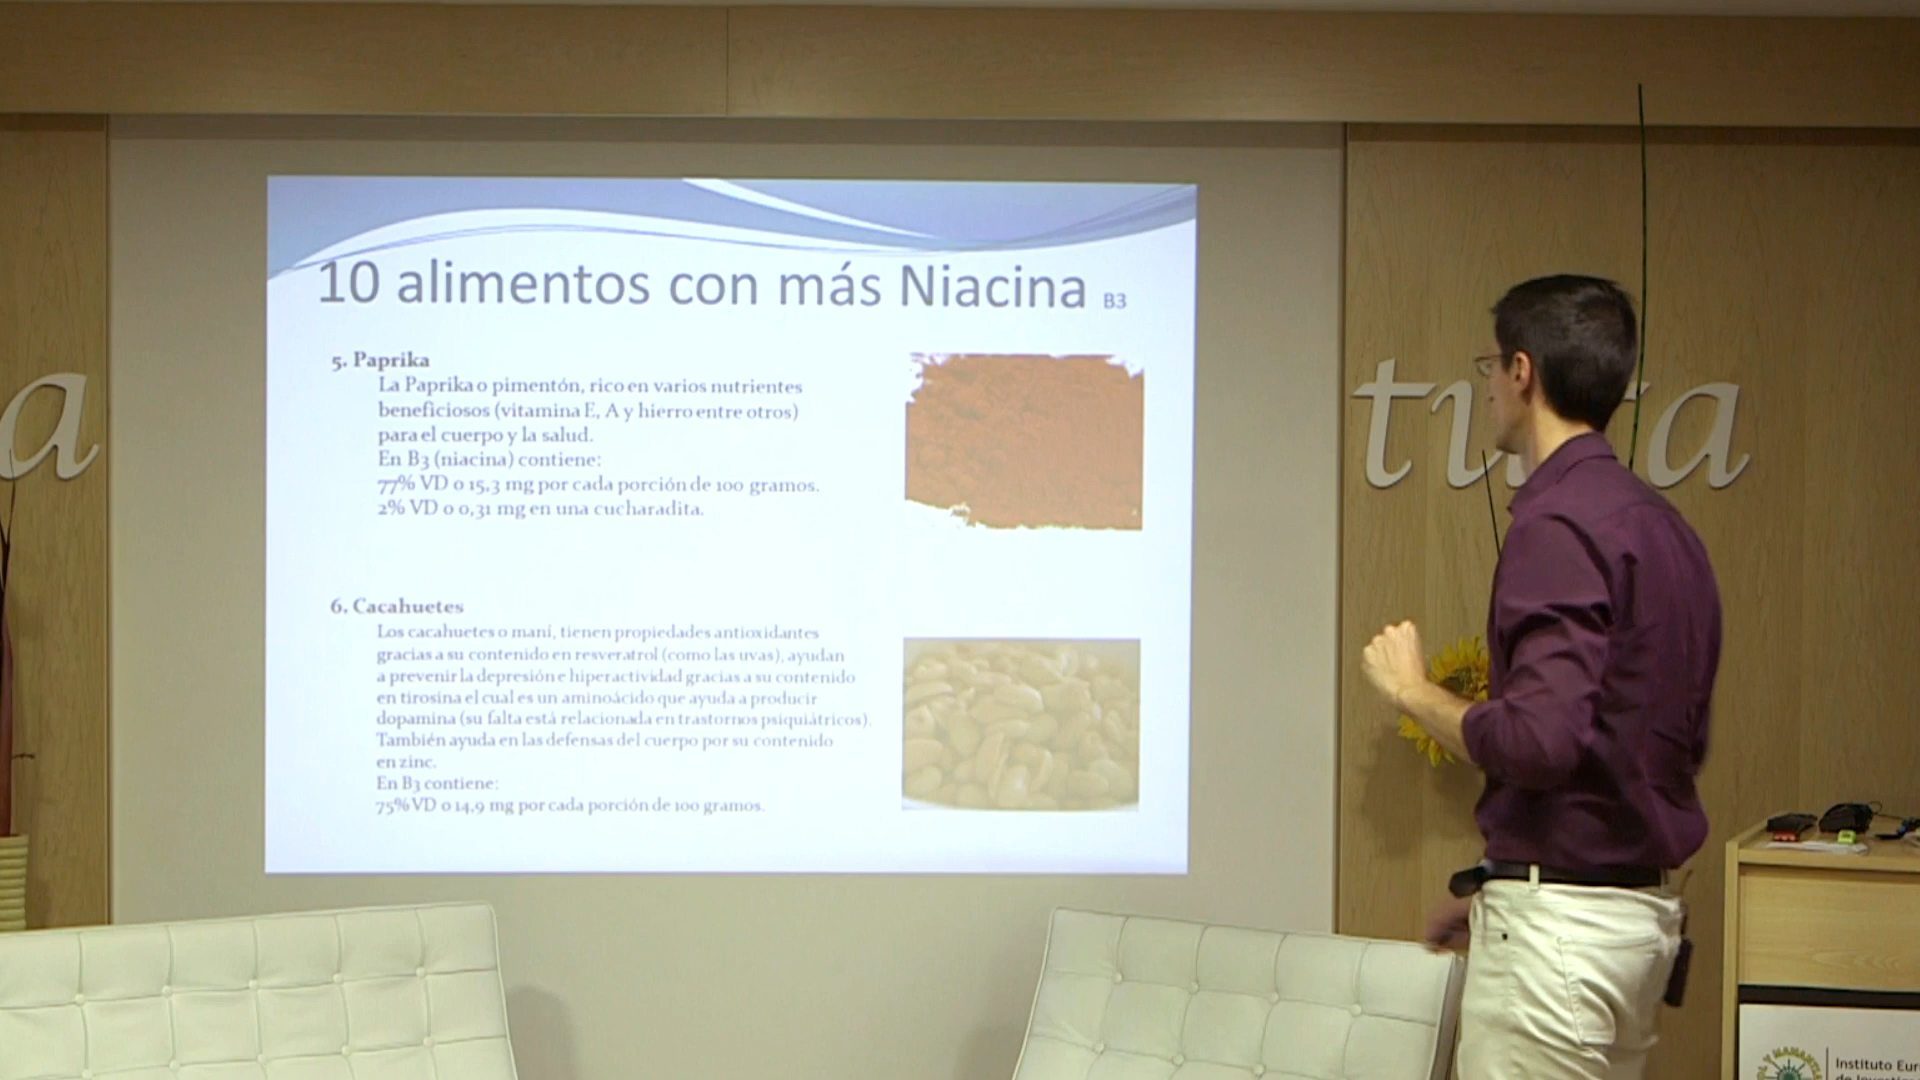 10 alimentos con más Niacina B3
5. Paprika
La Paprika o pimentón, rico en varios nutrientes
beneficiosos (vitamina E, A y hierro entre otros)
para el cuerpo y la salud.
En B3 (niacina) contiene:
77% VD o 15,3 mg por cada porción de 100 gramos.
2% VD o 0,31 mg en una cucharadita.
6. Cacahuetes
Los cacahuetes o maní, tienen propiedades antioxidantes
gracias a su contenido en resveratrol (como las uvas), ayudan
a prevenir la depresión e hiperactividad gracias a su contenido
en tirosina el cual es un aminoácido que ayuda a producir
dopamina (su falta está relacionada en trastornos psiquiátricos).
También ayuda en las defensas del cuerpo por su contenido
en zinc.
En B3 contiene:
75% VD o 14,9 mg por cada porción de 100 gramos.
a
tu a
Instituto Eur